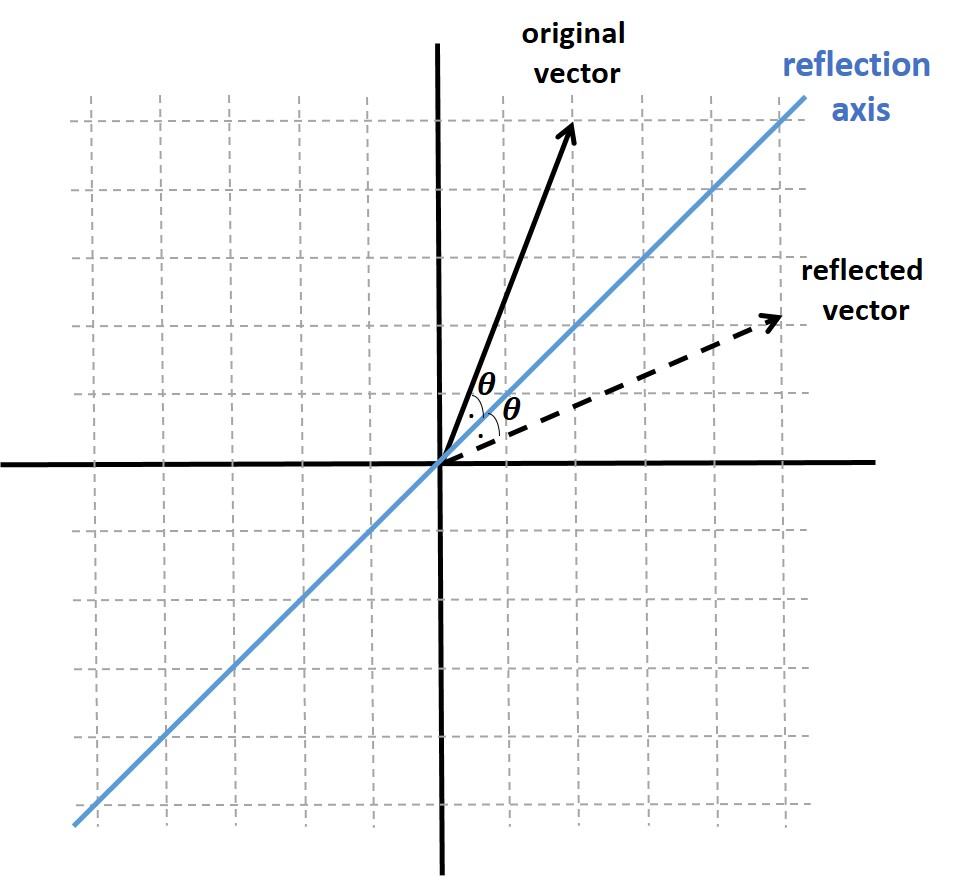 original
vector
reflection
axis
reflected
vector
θ
θ